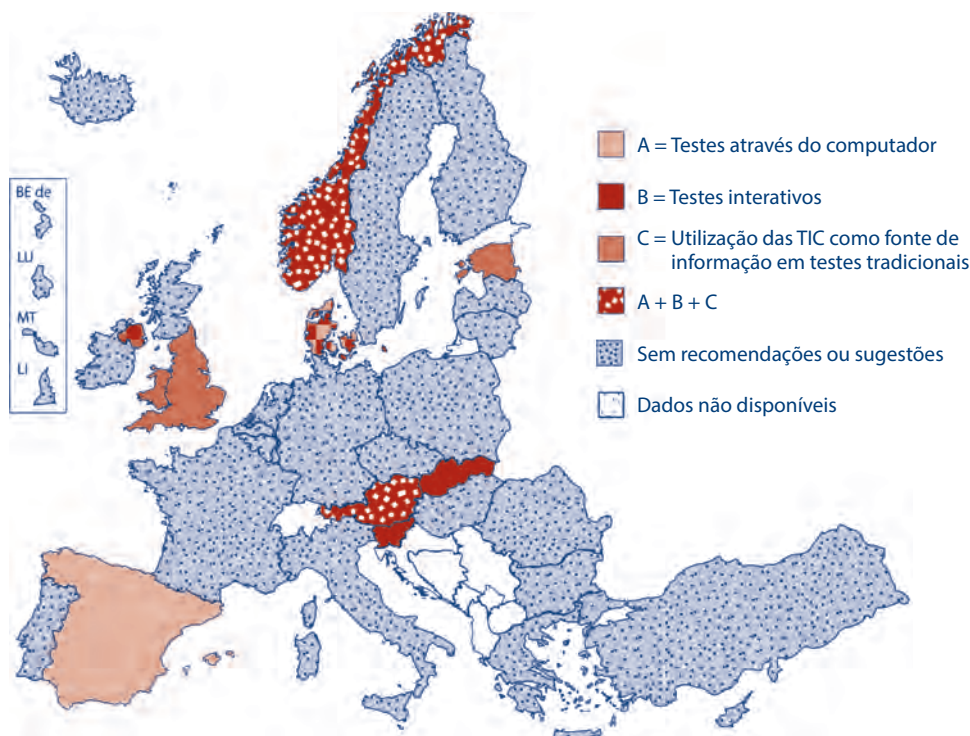 BE de
LU
MT
LI
A = Testes através do computador
B = Testes interativos
C = Utilização das TIC como fonte de
informação em testes tradicionais
A + B + C
Sem recomendações ou sugestões
Dados não disponíveis